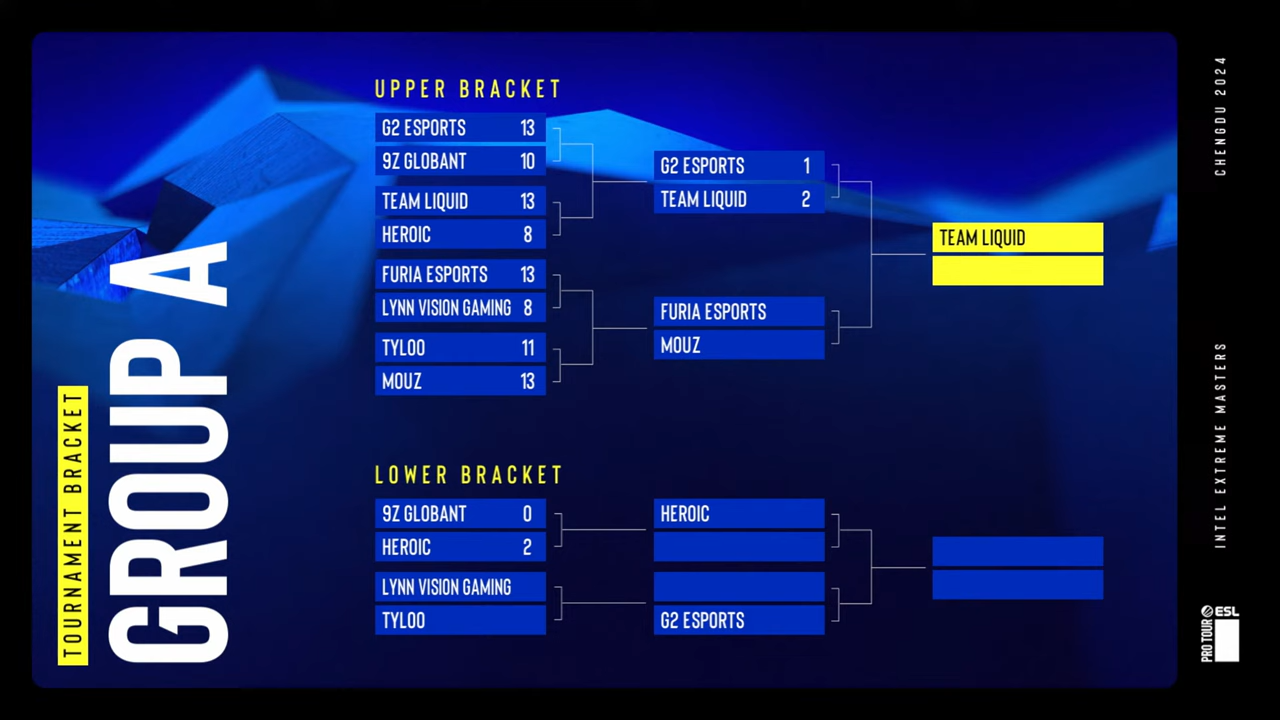 TOURNAMENT BRACKET
GROUP A
UPPER BRACKET
G2 ESPORTS 13
9Z GLOBANT 10
TEAM LIQUID 13
HEROIC 8
FURIA ESPORTS 13
LYNN VISION GAMING 8
TYLOO 11
MOUZ 13
G2 ESPORTS 1
TEAM LIQUID 2
FURIA ESPORTS
MOUZ
TEAM LIQUID
LOWER BRACKET
9Z GLOBANT 0
HEROIC 2
LYNN VISION GAMING
TYLOO
HEROIC
G2 ESPORTS
CHENGDU 2024
INTEL EXTREME MASTERS
ESL
PRO TOUR